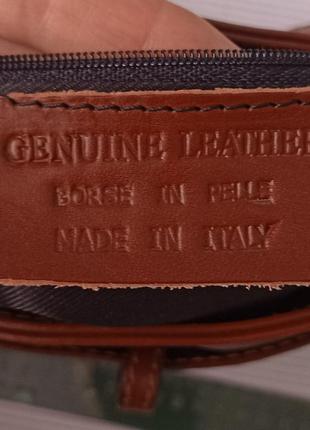 GENUINE LEATHER
BORSE IN PELLE
MADE IN ITALY